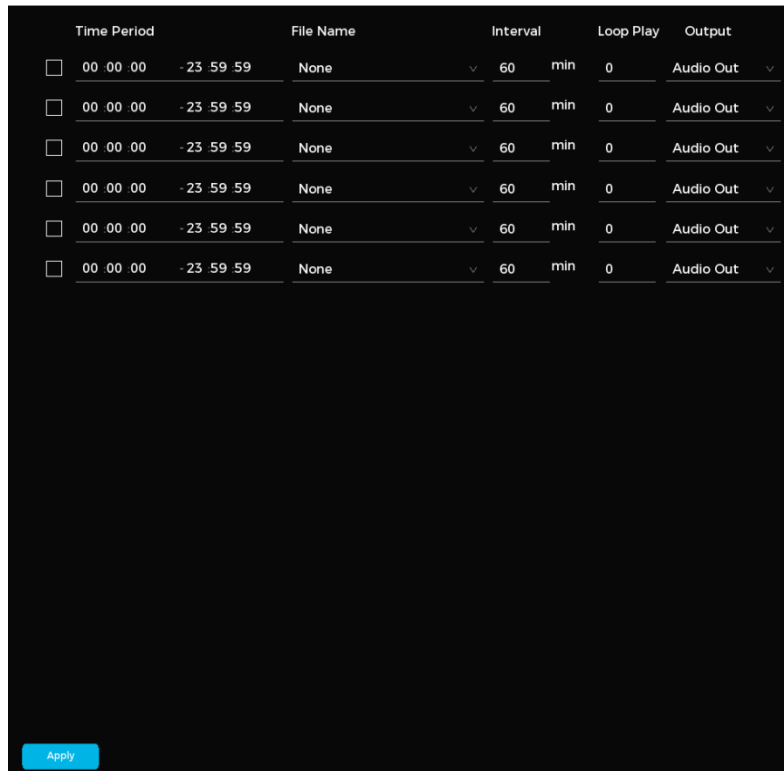 Time Period File Name Interval Loop Play Output
00 :00 :00 - 23 :59 :59 None 60 min 0 Audio Out
00 :00 :00 - 23 :59 :59 None 60 min 0 Audio Out
00 :00 :00 - 23 :59 :59 None 60 min 0 Audio Out
00 :00 :00 - 23 :59 :59 None 60 min 0 Audio Out
00 :00 :00 - 23 :59 :59 None 60 min 0 Audio Out
00 :00 :00 - 23 :59 :59 None 60 min 0 Audio Out
Apply